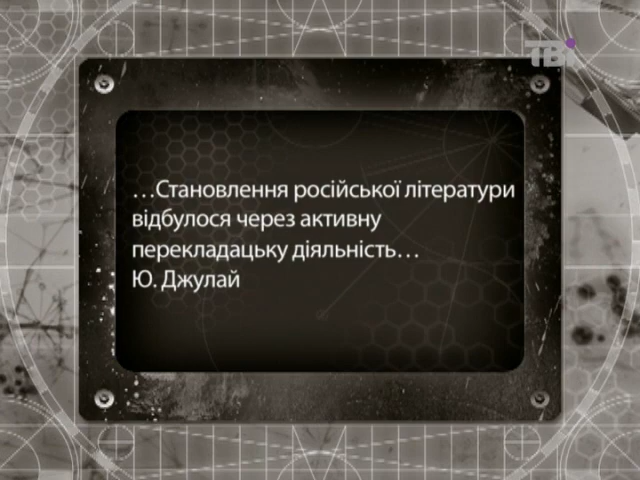 ТВі
…Становлення російської літератури
відбулося через активну
перекладацьку діяльність…
Ю. Джулай